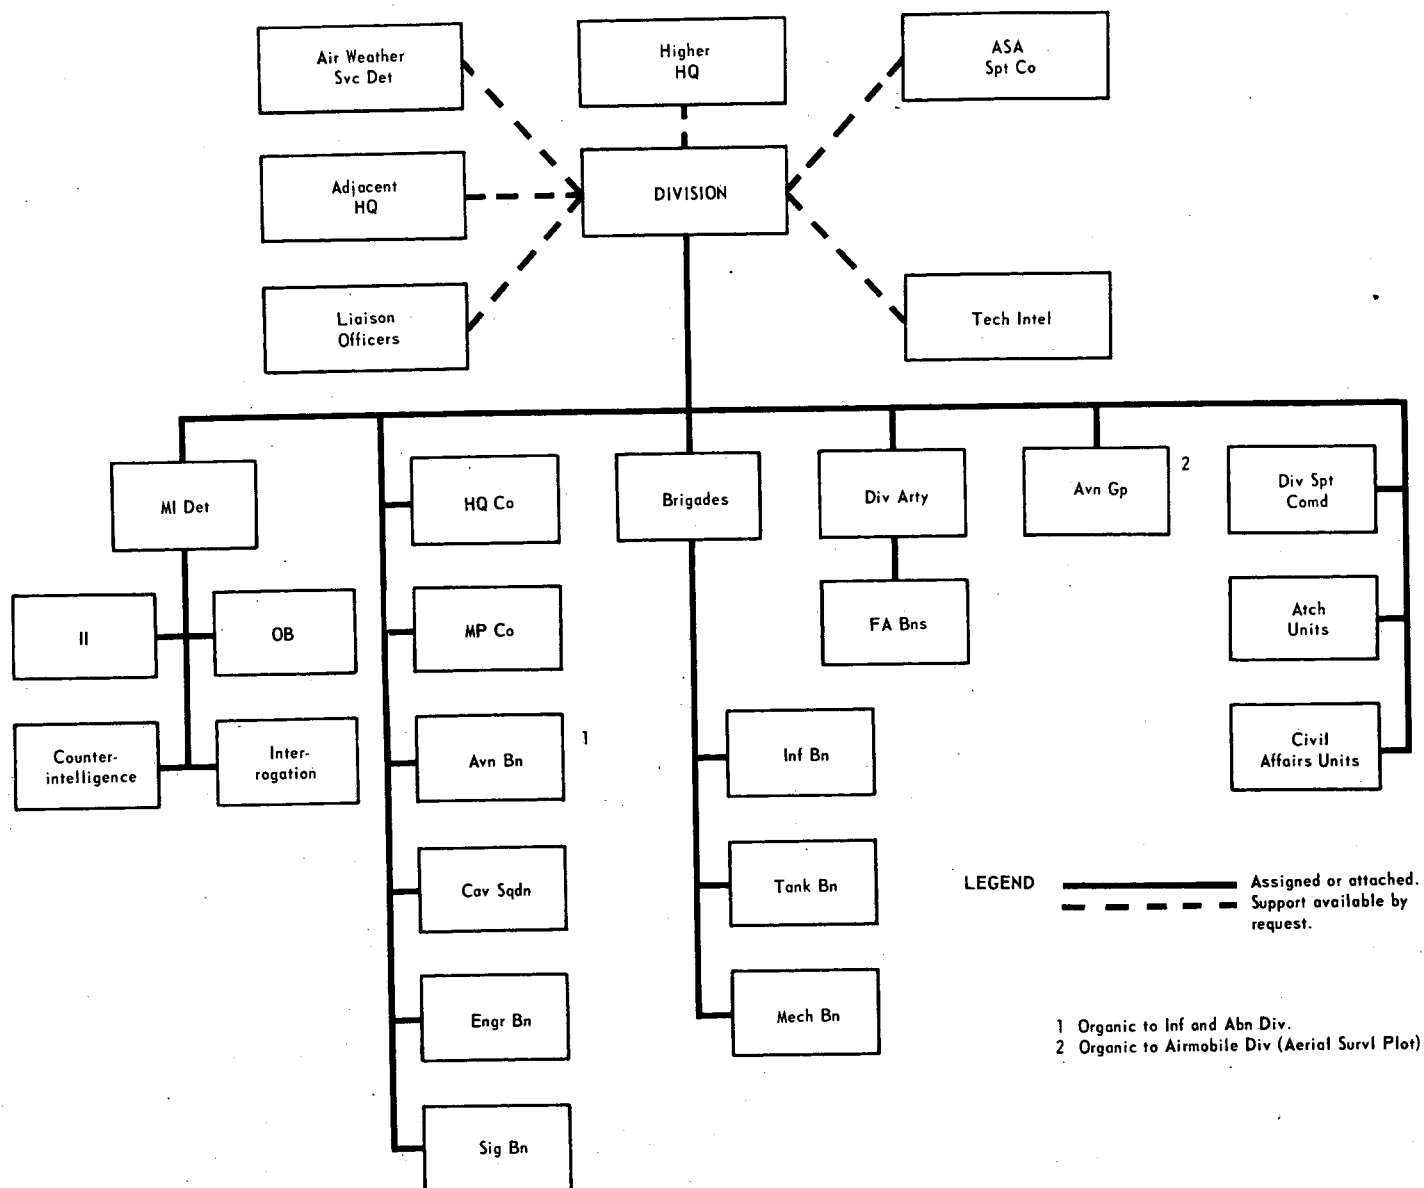 Air Weather
Svc Det
Higher
HQ
ASA
Spt Co
Adjacent
HQ
DIVISION
Liaison
Officers
Tech Intel
MI Det
HQ Co
Brigades
Div Arty
Avn Gp
2
Div Spt
Comd
II
OB
MP Co
FA Bns
Atch
Units
Counter-
intelligence
Inter-
rogation
Avn Bn
1
Inf Bn
Civil
Affairs Units
Cav Sqdn
Tank Bn
Engr Bn
Mech Bn
Sig Bn
LEGEND
Assigned or attached.
Support available by
request.
1 Organic to Inf and Abn Div.
2 Organic to Airmobile Div (Aerial Survl Plot)